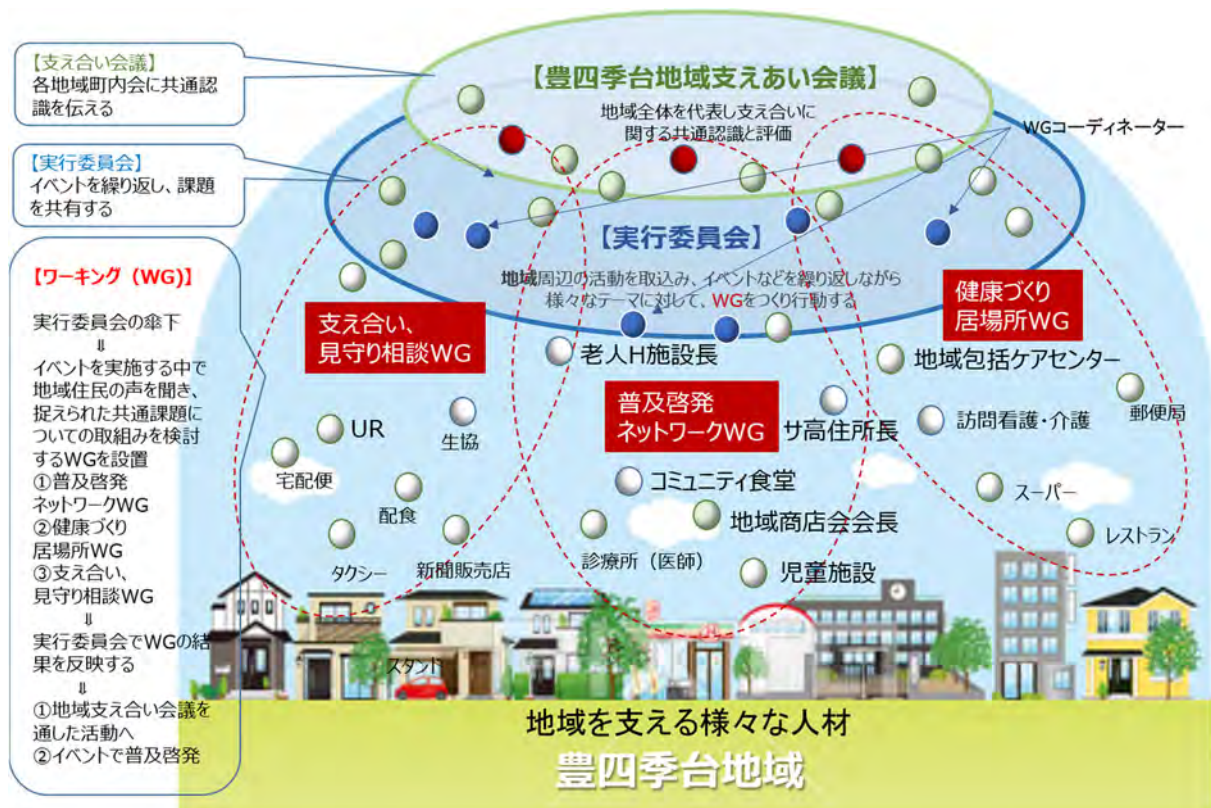 【支え合い会議】
各地域町内会に共通認
識を伝える
【実行委員会】
イベントを繰り返し、課題
を共有する
【ワーキング（WG)】
実行委員会の傘下
⇓
イベントを実施する中で
地域住民の声を聞き、
捉えられた共通課題に
ついての取組みを検討
するWGを設置
①普及啓発
ネットワークWG
②健康づくり
居場所WG
③支え合い、
見守り相談WG
⇓
実行委員会でWGの結
果を反映する
⇓
①地域支え合い会議を
通した活動へ
②イベントで普及啓発
【豊四季台地域支えあい会議】
地域全体を代表し支え合いに
関する共通認識と評価
WGコーディネーター
【実行委員会】
地域周辺の活動を取込み、イベントなどを繰り返しながら
様々なテーマに対して、WGをつくり行動する
支え合い、
見守り相談WG
健康づくり
居場所WG
老人H施設長
地域包括ケアセンター
普及啓発
ネットワークWG
郵便局
UR
生協
サ高住所長
訪問看護・介護
宅配便
コミュニティ食堂
配食
スーパー
地域商店会会長
タクシー
新聞販売店
診療所（医師）
レストラン
児童施設
スタンド
地域を支える様々な人材
豊四季台地域